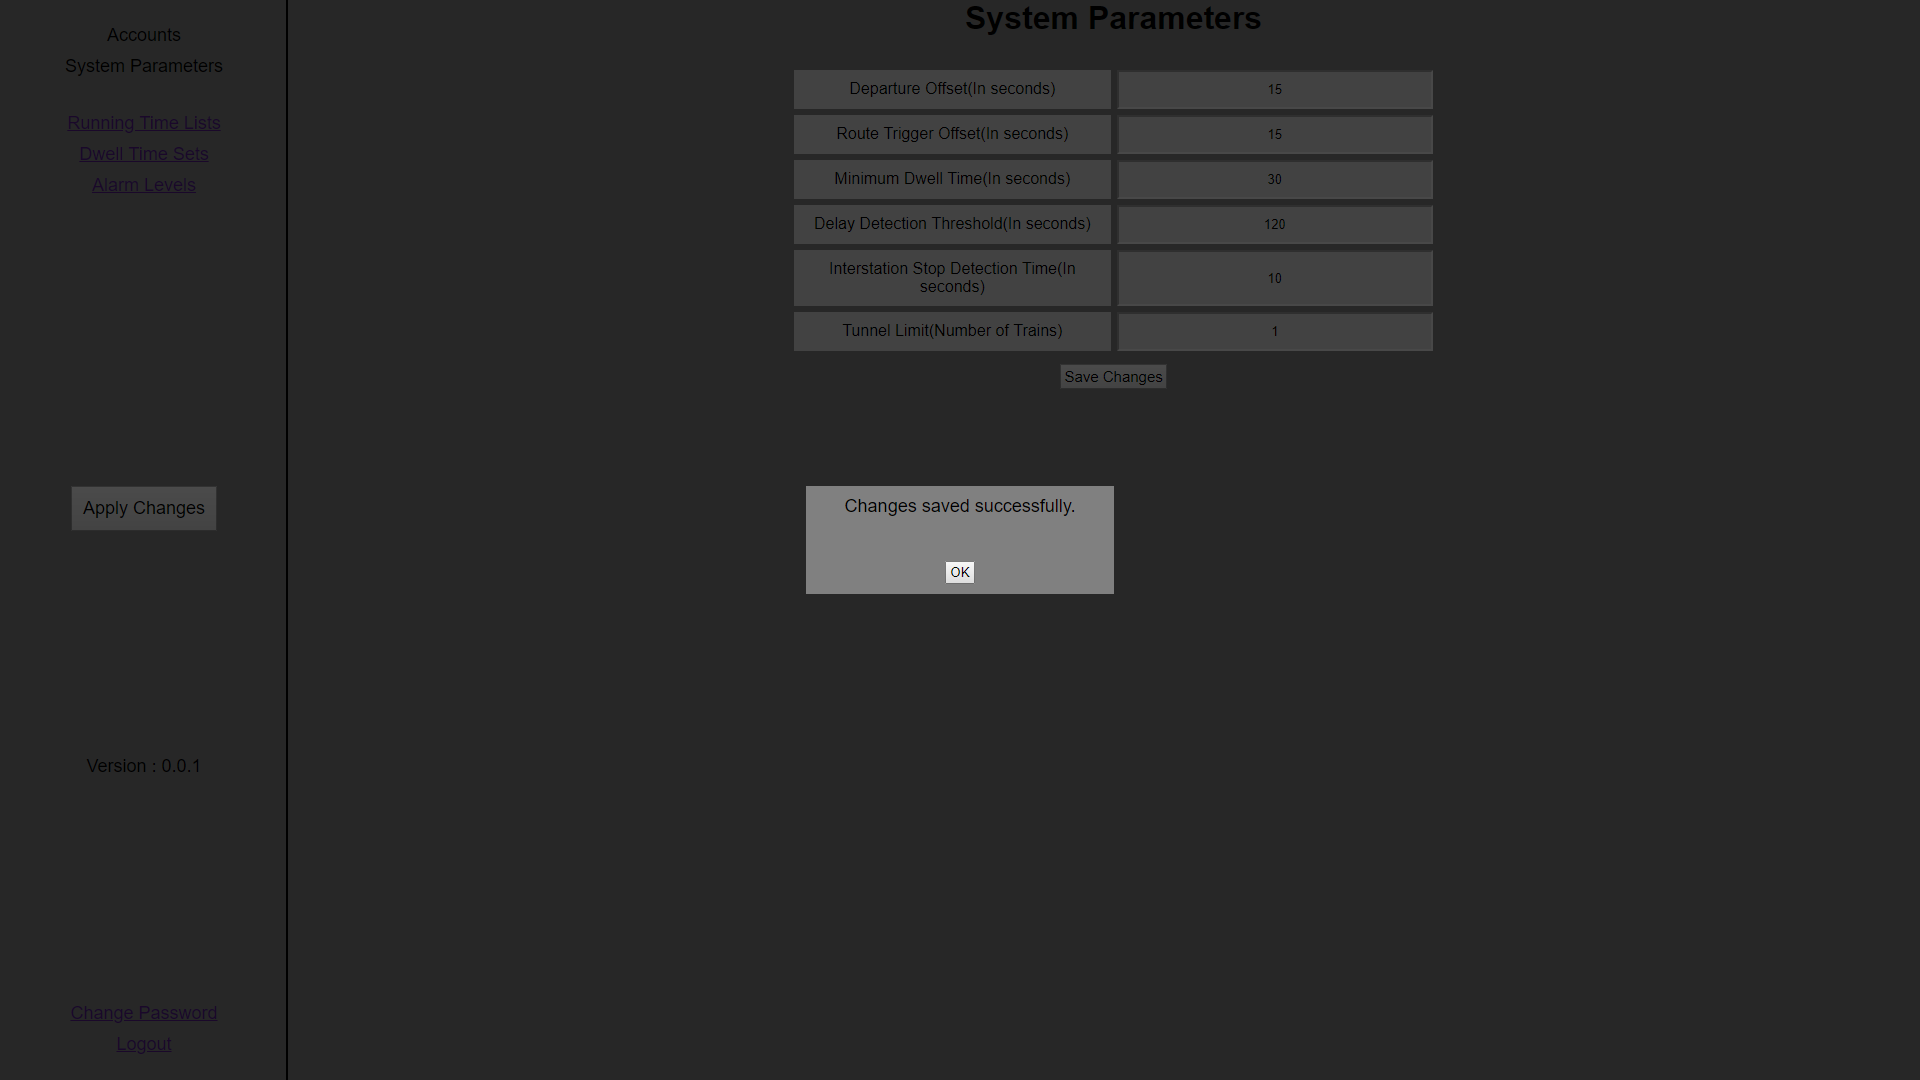 Accounts
System Parameters
Running Time Lists
Dwell Time Sets
Alarm Levels
Apply Changes
Version : 0.0.1
Change Password
Logout
System Parameters
Departure Offset(In seconds) 15
Route Trigger Offset(In seconds) 15
Minimum Dwell Time(In seconds) 30
Delay Detection Threshold(In seconds) 120
Interstation Stop Detection Time(In
seconds) 10
Tunnel Limit(Number of Trains) 1
Save Changes
Changes saved successfully.
OK